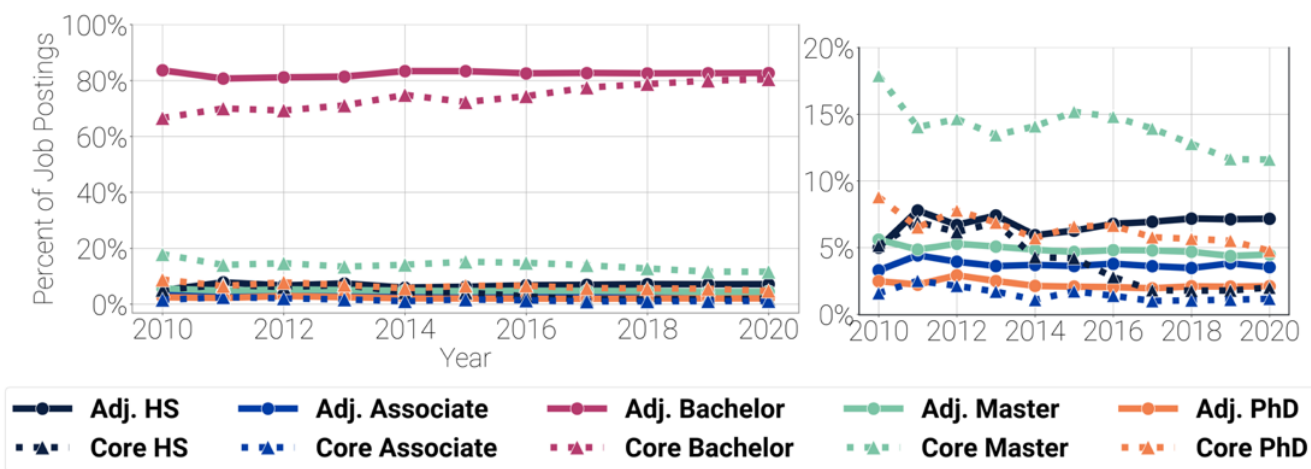 100%
80%
60%
40%
20%
0%
Percent of Job Postings
2010 2012 2014 2016 2018 2020
Year
20%
15%
10%
5%
0%
2010 2012 2014 2016 2018 2020
Adj. HS Adj. Associate Adj. Bachelor Adj. Master Adj. PhD
Core HS Core Associate Core Bachelor Core Master Core PhD